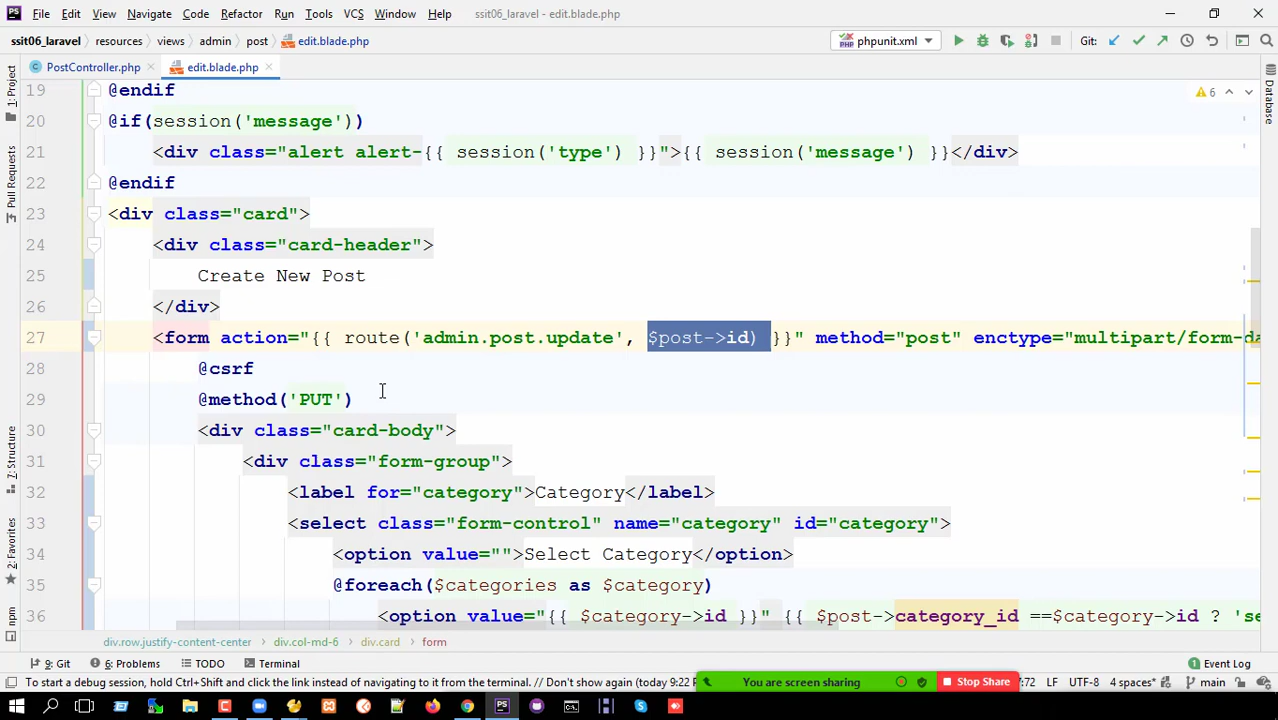 File Edit View Navigate Code Refactor Run Tools VCS Window Help ssit06_laravel - edit.blade.php
ssit06_laravel resources views admin post edit.blade.php phpunit.xml Git:
PostController.php edit.blade.php
1: Project
Pull Requests
7: Structure
2: Favorites
npm
Database
6
19 @endif
20 @if(session('message'))
21 <div class="alert alert-{{ session('type') }}">{{ session('message') }}</div>
22 @endif
23 <div class="card">
24 <div class="card-header">
25 Create New Post
26 </div>
27 <form action="{{ route('admin.post.update', $post->id) }}" method="post" enctype="multipart/form-da
28 @csrf
29 @method('PUT')
30 <div class="card-body">
31 <div class="form-group">
32 <label for="category">Category</label>
33 <select class="form-control" name="category" id="category">
34 <option value="">Select Category</option>
35 @foreach($categories as $category)
36 <option value="{{ $category->id }}" {{ $post->category_id ==$category->id ? 'se
div.row.justify-content-center div.col-md-6 div.card form
9: Git 6: Problems TODO Terminal 1 Event Log
To start a debug session, hold Ctrl+Shift and click the link instead of navigating to it from the terminal. // Don't show again (today 9:22 P :72 LF UTF-8 4 spaces* main
You are screen sharing Stop Share